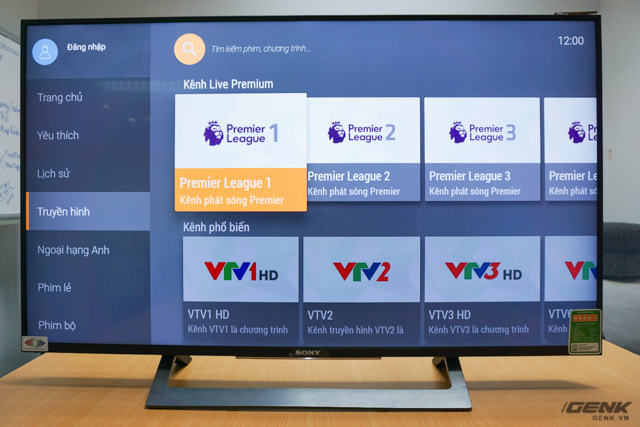 Đăng nhập
Tìm kiếm phim, chương trình...
12:00
Trang chủ
Yêu thích
Lịch sử
Truyền hình
Ngoại hạng Anh
Phim lẻ
Phim bộ
Kênh Live Premium
Premier League 1
Premier League 1
Kênh phát sóng Premier
Premier League 2
Premier League 2
Kênh phát sóng Premier
Premier League 3
Premier League 3
Kênh phát sóng Premier
Premie
Kênh phát s
Kênh phổ biến
VTV1 HD
VTV1 HD
Kênh VTV1 là chương trình
VTV2
VTV2
Kênh truyền hình VTV2 là
VTV3 HD
VTV3 HD
Kênh VTV3 là chương trình
SONY
GENK
GENK.VN